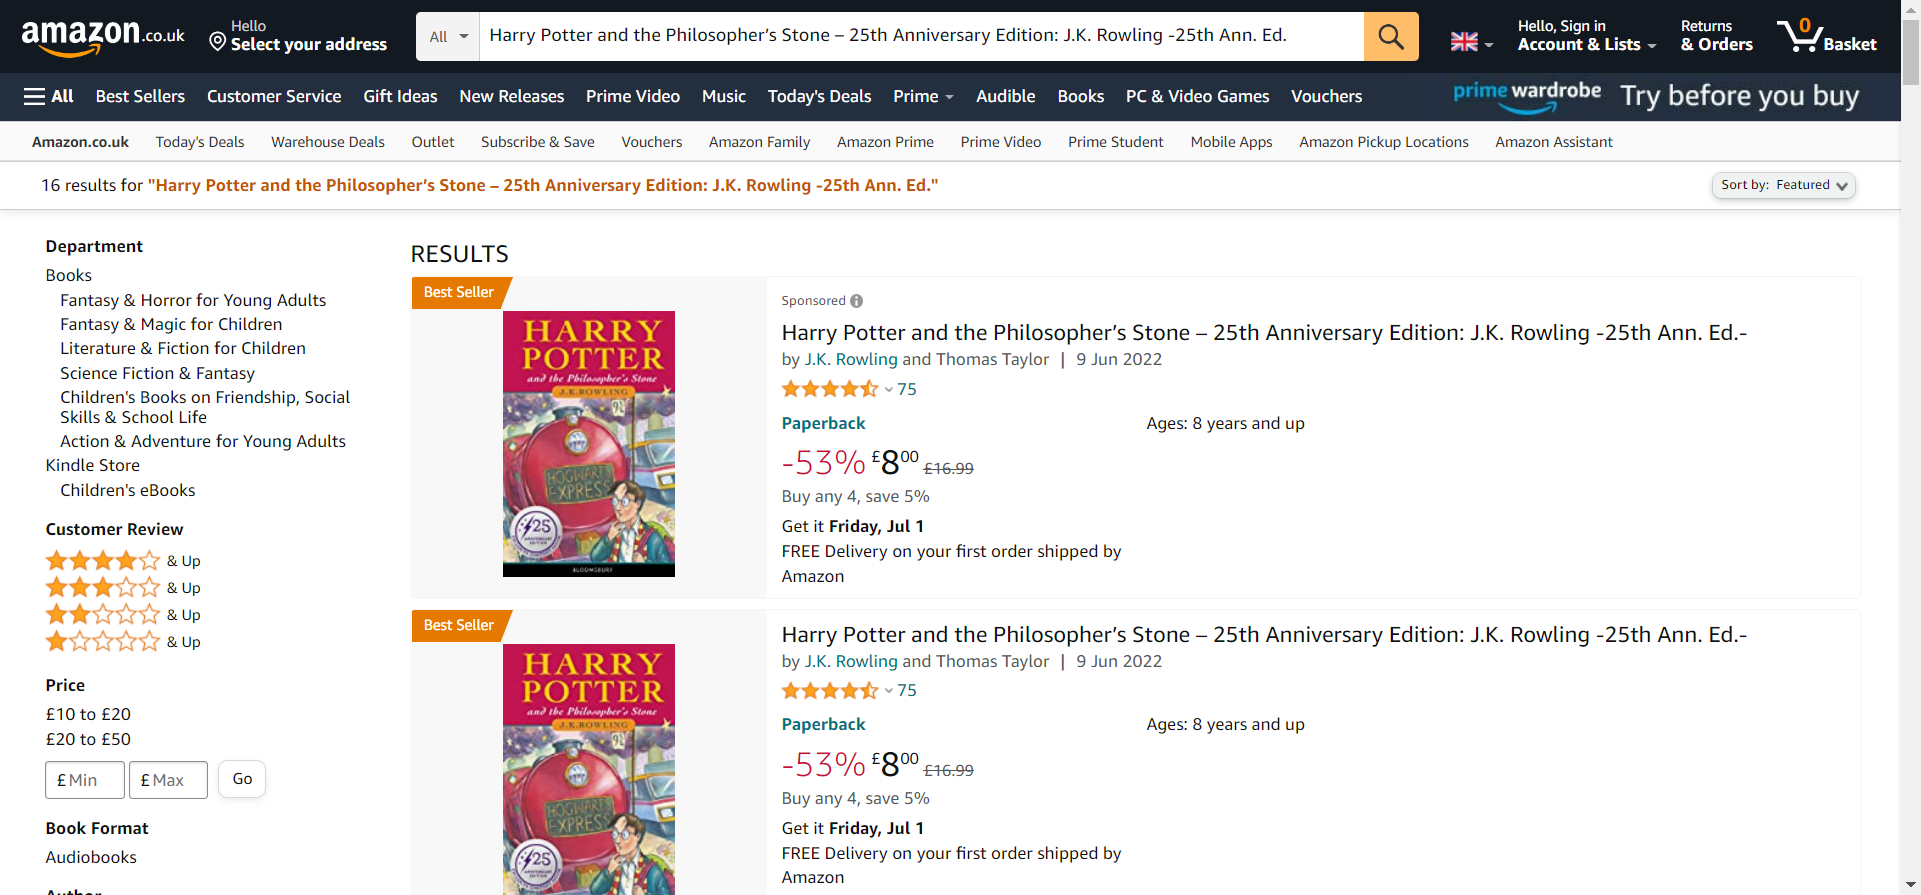 amazon.co.uk
Hello
Select your address
All
Harry Potter and the Philosopher's Stone – 25th Anniversary Edition: J.K. Rowling -25th Ann. Ed.
Hello, Sign in
Account & Lists
Returns
& Orders
0
Basket
All Best Sellers Customer Service Gift Ideas New Releases Prime Video Music Today's Deals Prime Audible Books PC & Video Games Vouchers
prime wardrobe Try before you buy
Amazon.co.uk Today's Deals Warehouse Deals Outlet Subscribe & Save Vouchers Amazon Family Amazon Prime Prime Video Prime Student Mobile Apps Amazon Pickup Locations Amazon Assistant
16 results for "Harry Potter and the Philosopher's Stone – 25th Anniversary Edition: J.K. Rowling -25th Ann. Ed."
Sort by: Featured
Department
Books
Fantasy & Horror for Young Adults
Fantasy & Magic for Children
Literature & Fiction for Children
Science Fiction & Fantasy
Children's Books on Friendship, Social
Skills & School Life
Action & Adventure for Young Adults
Kindle Store
Children's eBooks
Customer Review
& Up
& Up
& Up
& Up
Price
£10 to £20
£20 to £50
£ Min
£ Max
Go
Book Format
Audiobooks
Author
RESULTS
Best Seller
HARRY
POTTER
and the Philosopher's Stone
J.K.ROWLING
9¾
HOGWARTS
EXPRESS
25
ANNIVERSARY
EDITION
BLOOMSBURY
Sponsored
Harry Potter and the Philosopher's Stone – 25th Anniversary Edition: J.K. Rowling -25th Ann. Ed.-
by J.K. Rowling and Thomas Taylor | 9 Jun 2022
75
Paperback
Ages: 8 years and up
-53% £8.00 £16.99
Buy any 4, save 5%
Get it Friday, Jul 1
FREE Delivery on your first order shipped by
Amazon
Best Seller
HARRY
POTTER
and the Philosopher's Stone
J.K.ROWLING
9¾
HOGWARTS
EXPRESS
25
ANNIVERSARY
EDITION
Harry Potter and the Philosopher's Stone – 25th Anniversary Edition: J.K. Rowling -25th Ann. Ed.-
by J.K. Rowling and Thomas Taylor | 9 Jun 2022
75
Paperback
Ages: 8 years and up
-53% £8.00 £16.99
Buy any 4, save 5%
Get it Friday, Jul 1
FREE Delivery on your first order shipped by
Amazon